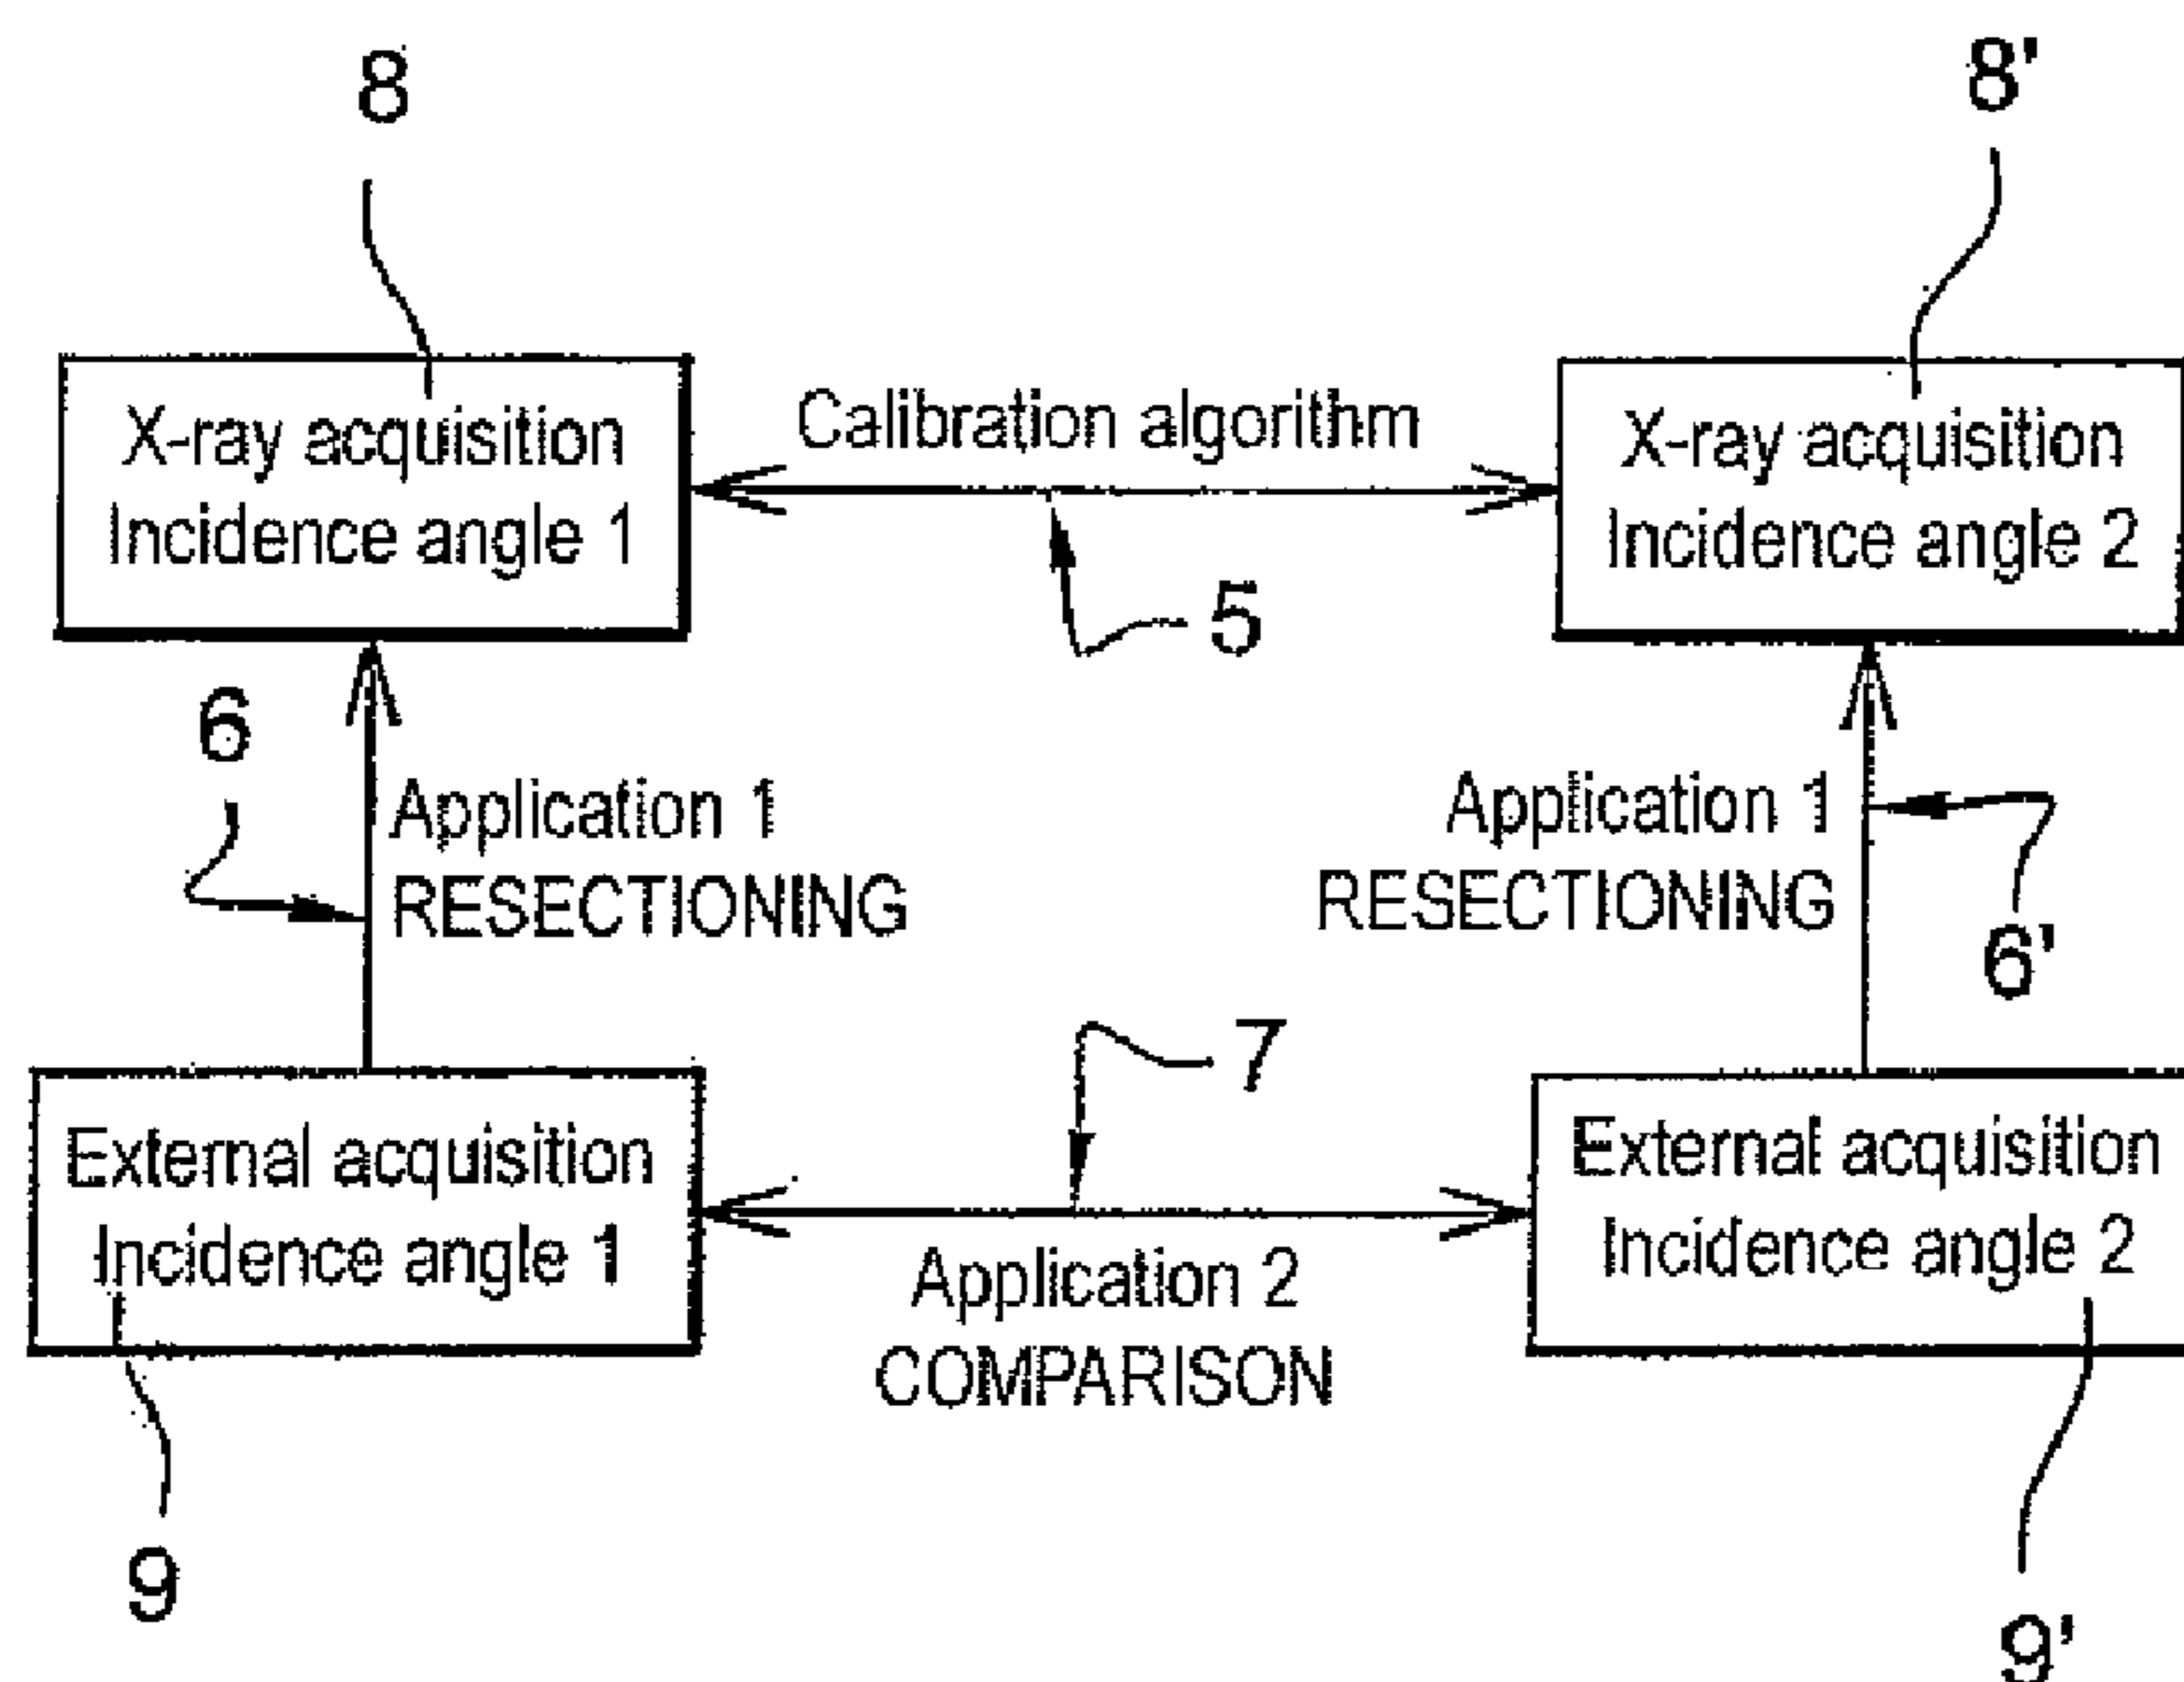 8
8'
X-ray acquisition
Incidence angle 1
Calibration algorithm
X-ray acquisition
Incidence angle 2
5
6
Application 1
RESECTIONING
Application 1
RESECTIONING
6'
7
External acquisition
Incidence angle 1
External acquisition
Incidence angle 2
Application 2
COMPARISON
9
9'